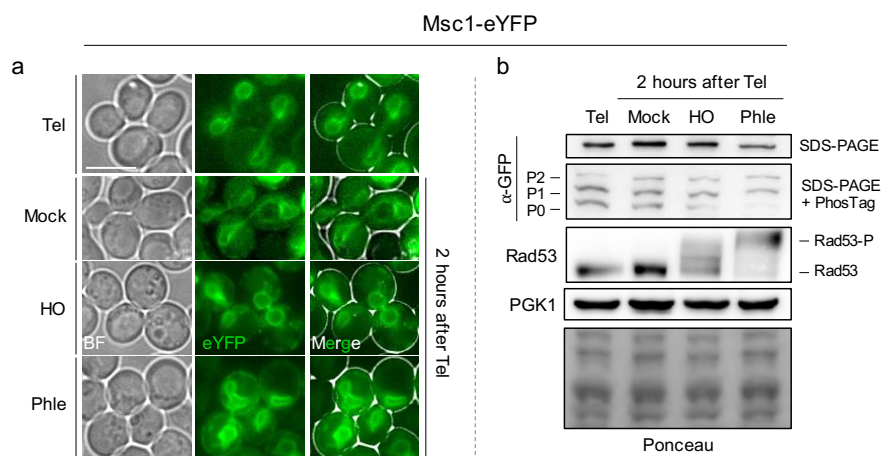 Msc1-eYFP
a
Tel
Mock
HO
Phle
BF
eYFP
Merge
2 hours after Tel
b
2 hours after Tel
Tel Mock HO Phle
α-GFP
SDS-PAGE
P2
P1
P0
SDS-PAGE
+ PhosTag
Rad53
Rad53-P
Rad53
PGK1
Ponceau